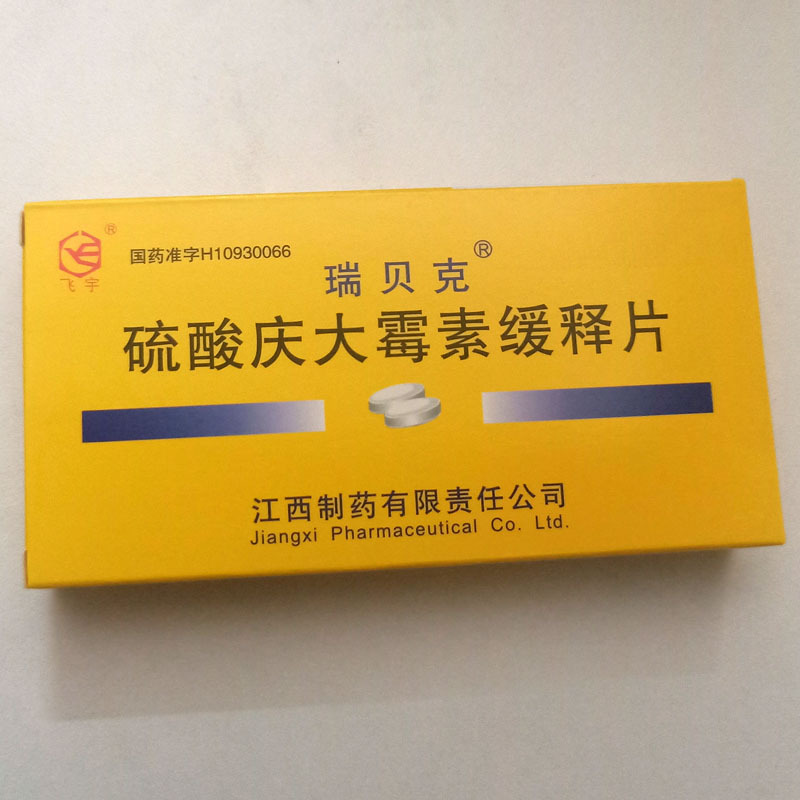 ®
飞宇
国药准字H10930066
瑞贝克®
硫酸庆大霉素缓释片
江西制药有限责任公司
Jiangxi Pharmaceutical Co. Ltd.